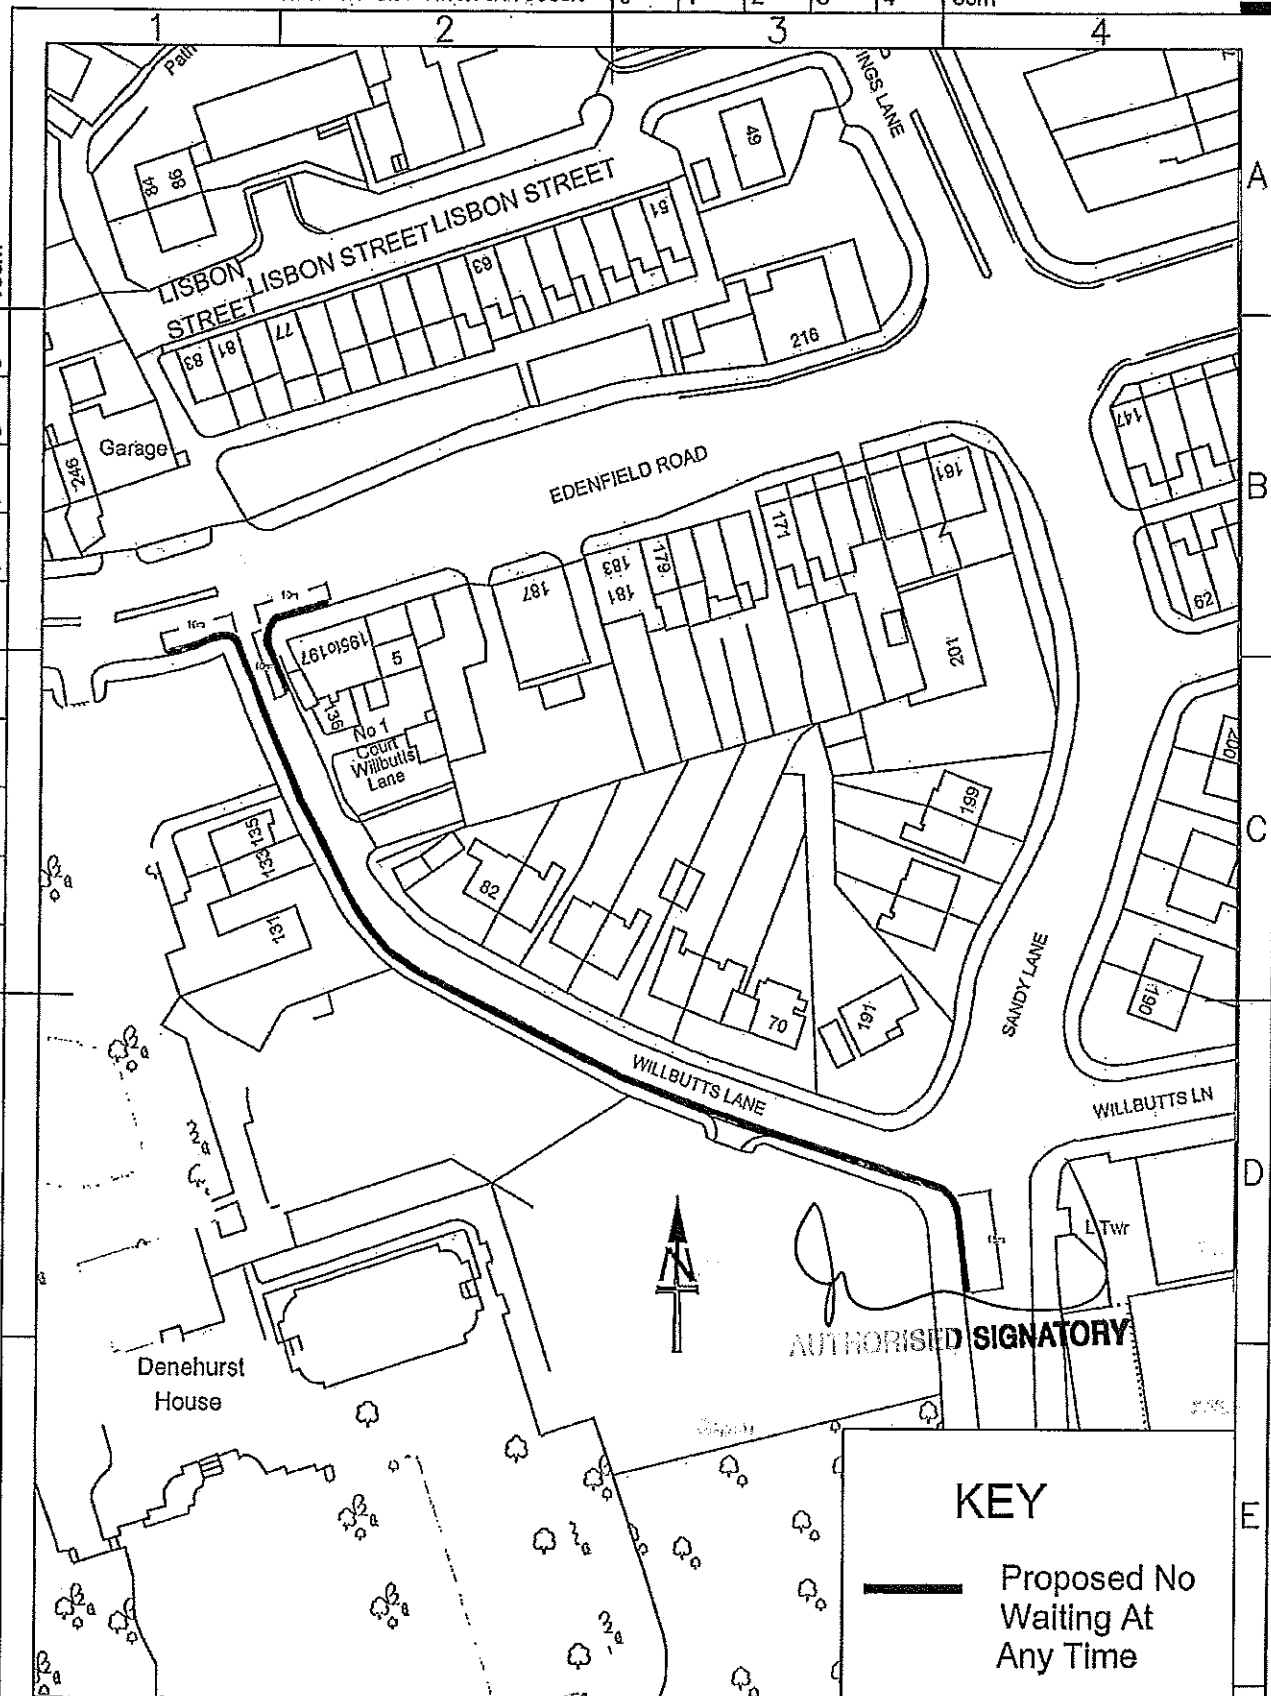 1
2
3
4
Path
INGS LANE
49
84
86
A
LISBON STREET
LISBON STREET
51
LISBON
STREET
63
77
81
83
216
147
Garage
246
EDENFIELD ROAD
161
B
171
179
183
181
187
62
195to197
5
201
136
No 1
Court
Willbutts
Lane
200
199
C
135
133
82
131
SANDY LANE
190
70
191
WILLBUTTS LANE
WILLBUTTS LN
D
L Twr
N
AUTHORISED SIGNATORY
Denehurst
House
KEY
E
Proposed No
Waiting At
Any Time